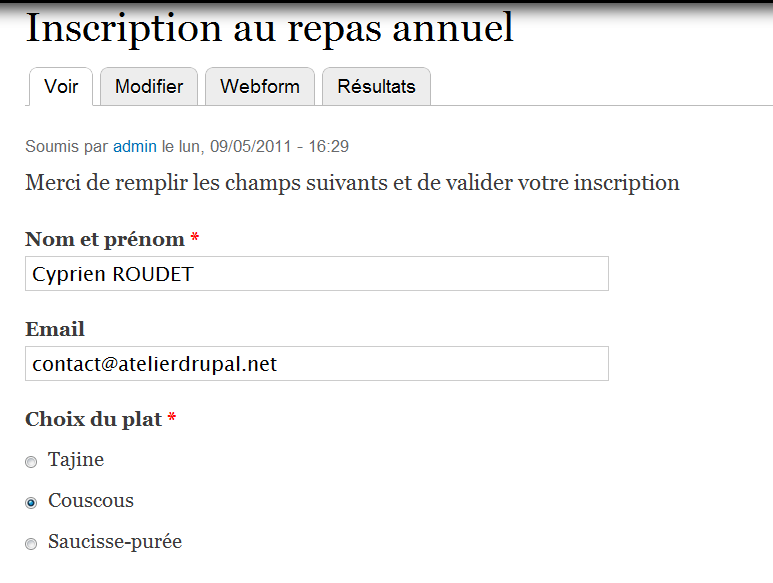 Inscription au repas annuel
Voir Modifier Webform Résultats
Soumis par admin le lun, 09/05/2011 - 16:29
Merci de remplir les champs suivants et de valider votre inscription
Nom et prénom *
Cyprien ROUDET
Email
contact@atelierdrupal.net
Choix du plat *
Tajine
Couscous
Saucisse-purée